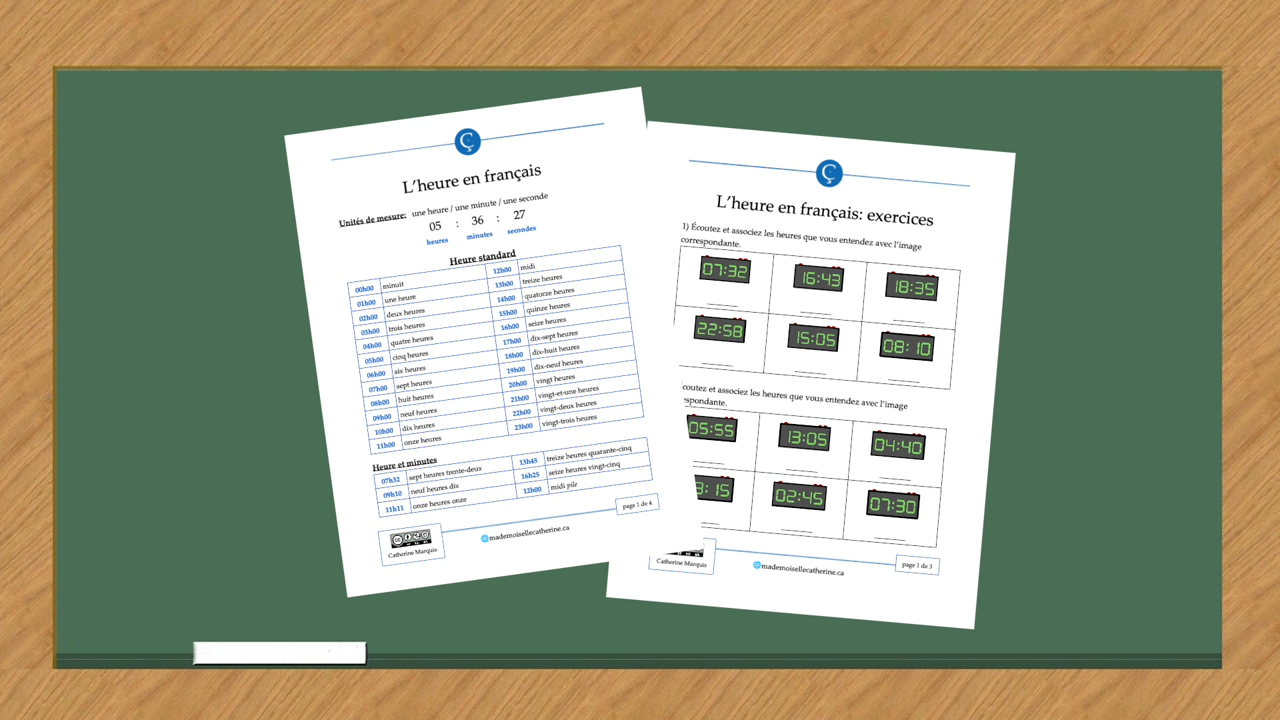 Ç
L'heure en français
Unités de mesure: une heure / une minute / une seconde
05 : 36 : 27
heures minutes secondes
Heure standard
00h00 minuit 12h00 midi
01h00 une heure 13h00 treize heures
02h00 deux heures 14h00 quatorze heures
03h00 trois heures 15h00 quinze heures
04h00 quatre heures 16h00 seize heures
05h00 cinq heures 17h00 dix-sept heures
06h00 six heures 18h00 dix-huit heures
07h00 sept heures 19h00 dix-neuf heures
08h00 huit heures 20h00 vingt heures
09h00 neuf heures 21h00 vingt-et-une heures
10h00 dix heures 22h00 vingt-deux heures
11h00 onze heures 23h00 vingt-trois heures
Heure et minutes
07h32 sept heures trente-deux 13h45 treize heures quarante-cinq
09h10 neuf heures dix 16h25 seize heures vingt-cinq
11h11 onze heures onze 12h00 midi pile
page 1 de 4
Catherine Marquis
mademoisellecatherine.ca
Ç
L'heure en français: exercices
1) Écoutez et associez les heures que vous entendez avec l'image
correspondante.
07:32 16:43 18:35
22:58 15:05 08:10
coutez et associez les heures que vous entendez avec l'image
spondante.
05:55 13:05 04:40
3:15 02:45 07:30
Catherine Marquis
mademoisellecatherine.ca
page 1 de 3